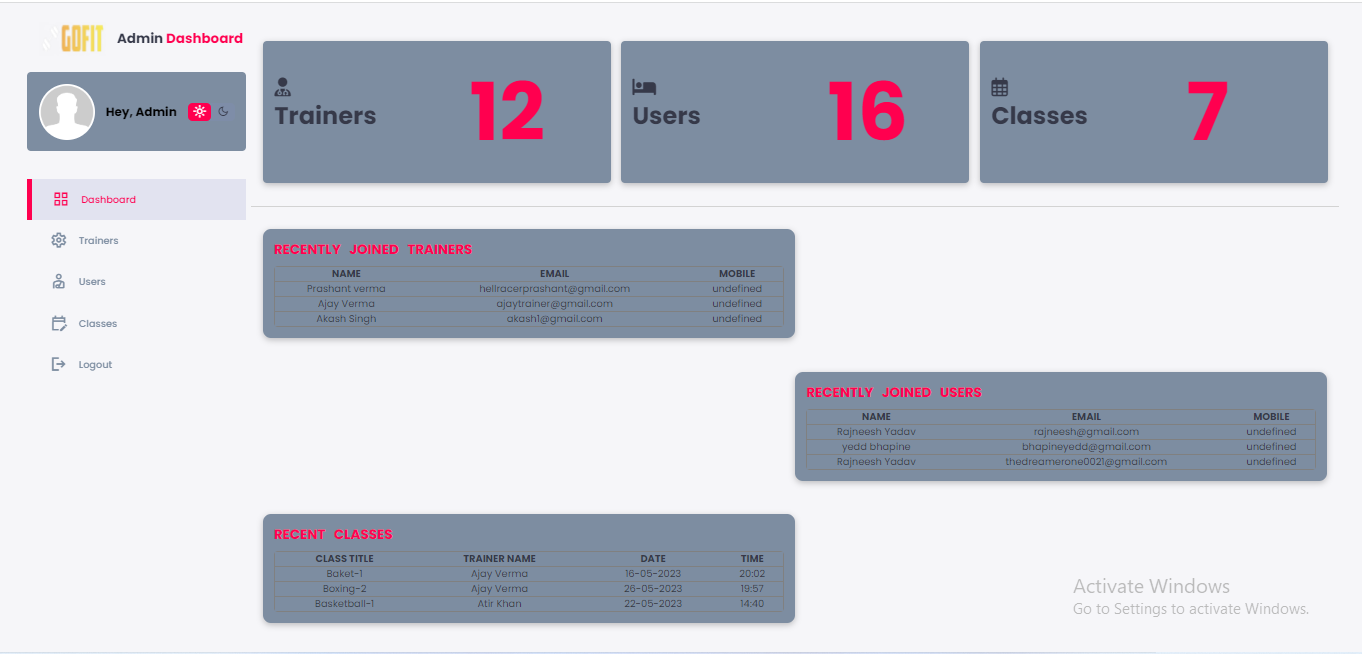 GOFIT Admin Dashboard
Hey, Admin
Dashboard
Trainers
Users
Classes
Logout
Trainers 12
Users 16
Classes 7
RECENTLY JOINED TRAINERS
NAME EMAIL MOBILE
Prashant verma hellracerprashant@gmail.com undefined
Ajay Verma ajaytrainer@gmail.com undefined
Akash Singh akash1@gmail.com undefined
RECENTLY JOINED USERS
NAME EMAIL MOBILE
Rajneesh Yadav rajneesh@gmail.com undefined
yedd bhapine bhapineyedd@gmail.com undefined
Rajneesh Yadav thedreamerone0021@gmail.com undefined
RECENT CLASSES
CLASS TITLE TRAINER NAME DATE TIME
Baket-1 Ajay Verma 16-05-2023 20:02
Boxing-2 Ajay Verma 26-05-2023 19:57
Basketball-1 Atir Khan 22-05-2023 14:40
Activate Windows
Go to Settings to activate Windows.